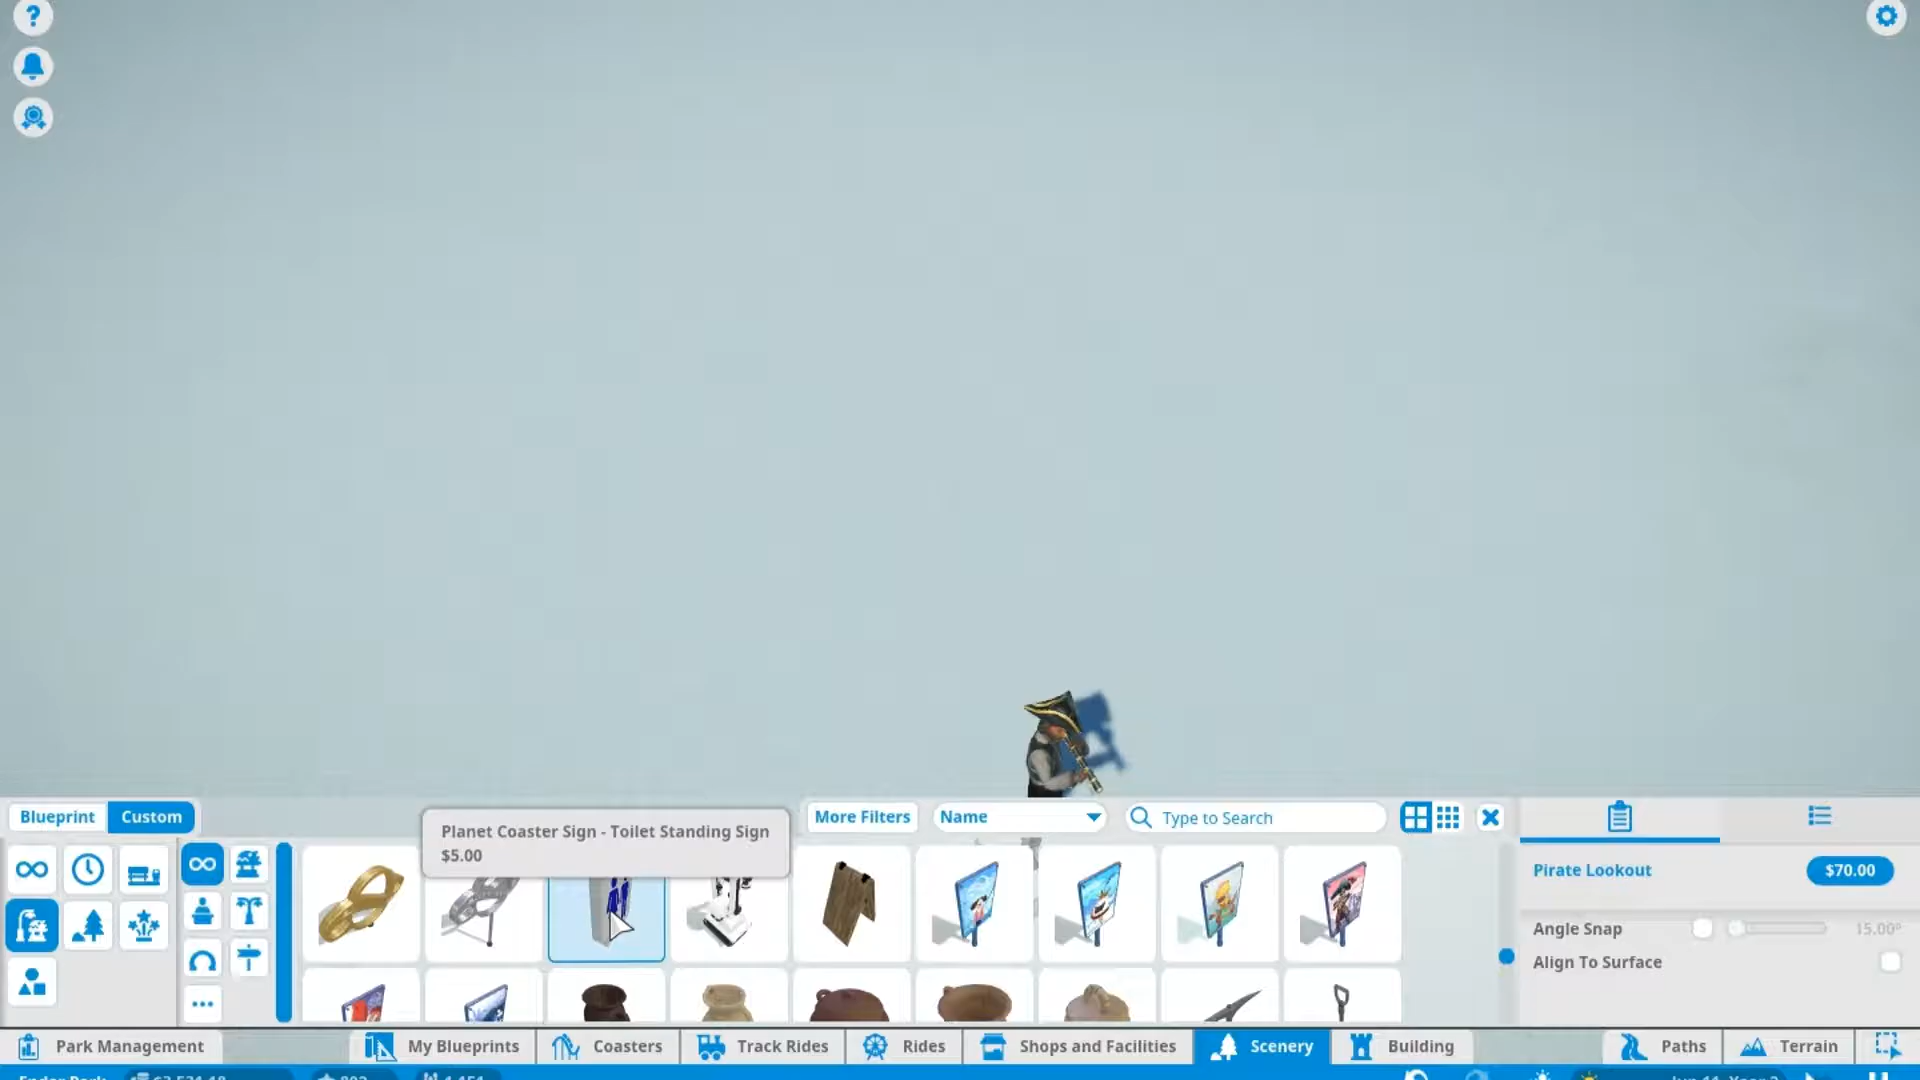 ?
Blueprint
Custom
Planet Coaster Sign - Toilet Standing Sign
$5.00
More Filters
Name
Type to Search
Pirate Lookout
$70.00
Angle Snap
15.00°
Align To Surface
Park Management
My Blueprints
Coasters
Track Rides
Rides
Shops and Facilities
Scenery
Building
Paths
Terrain